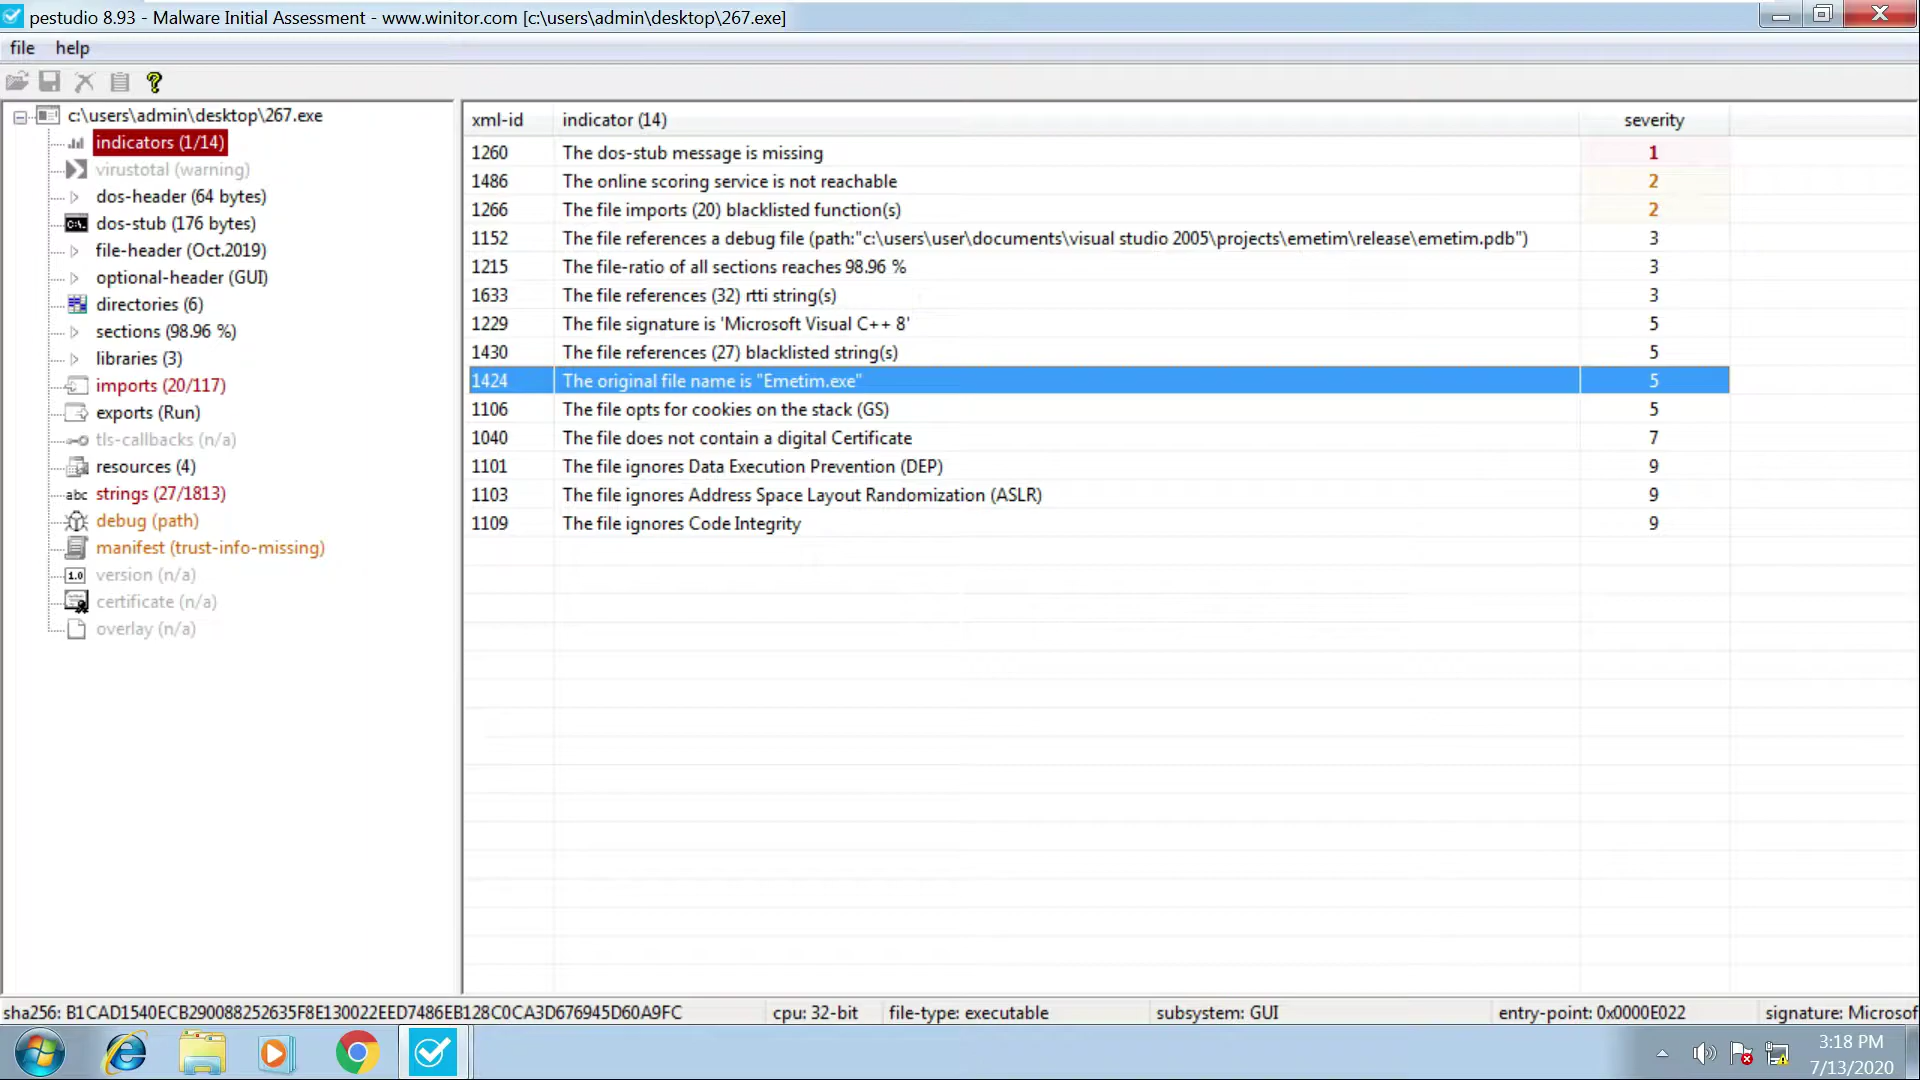 pestudio 8.93 - Malware Initial Assessment - www.winitor.com [c:\users\admin\desktop\267.exe]
file help
c:\users\admin\desktop\267.exe
indicators (1/14)
virustotal (warning)
dos-header (64 bytes)
dos-stub (176 bytes)
file-header (Oct.2019)
optional-header (GUI)
directories (6)
sections (98.96 %)
libraries (3)
imports (20/117)
exports (Run)
tls-callbacks (n/a)
resources (4)
abc strings (27/1813)
debug (path)
manifest (trust-info-missing)
1.0 version (n/a)
certificate (n/a)
overlay (n/a)
xml-id indicator (14) severity
1260 The dos-stub message is missing 1
1486 The online scoring service is not reachable 2
1266 The file imports (20) blacklisted function(s) 2
1152 The file references a debug file (path:"c:\users\user\documents\visual studio 2005\projects\emetim\release\emetim.pdb") 3
1215 The file-ratio of all sections reaches 98.96 % 3
1633 The file references (32) rtti string(s) 3
1229 The file signature is 'Microsoft Visual C++ 8' 5
1430 The file references (27) blacklisted string(s) 5
1424 The original file name is "Emetim.exe" 5
1106 The file opts for cookies on the stack (GS) 5
1040 The file does not contain a digital Certificate 7
1101 The file ignores Data Execution Prevention (DEP) 9
1103 The file ignores Address Space Layout Randomization (ASLR) 9
1109 The file ignores Code Integrity 9
sha256: B1CAD1540ECB290088252635F8E130022EED7486EB128C0CA3D676945D60A9FC cpu: 32-bit file-type: executable subsystem: GUI entry-point: 0x0000E022 signature: Microsof
3:18 PM
7/13/2020